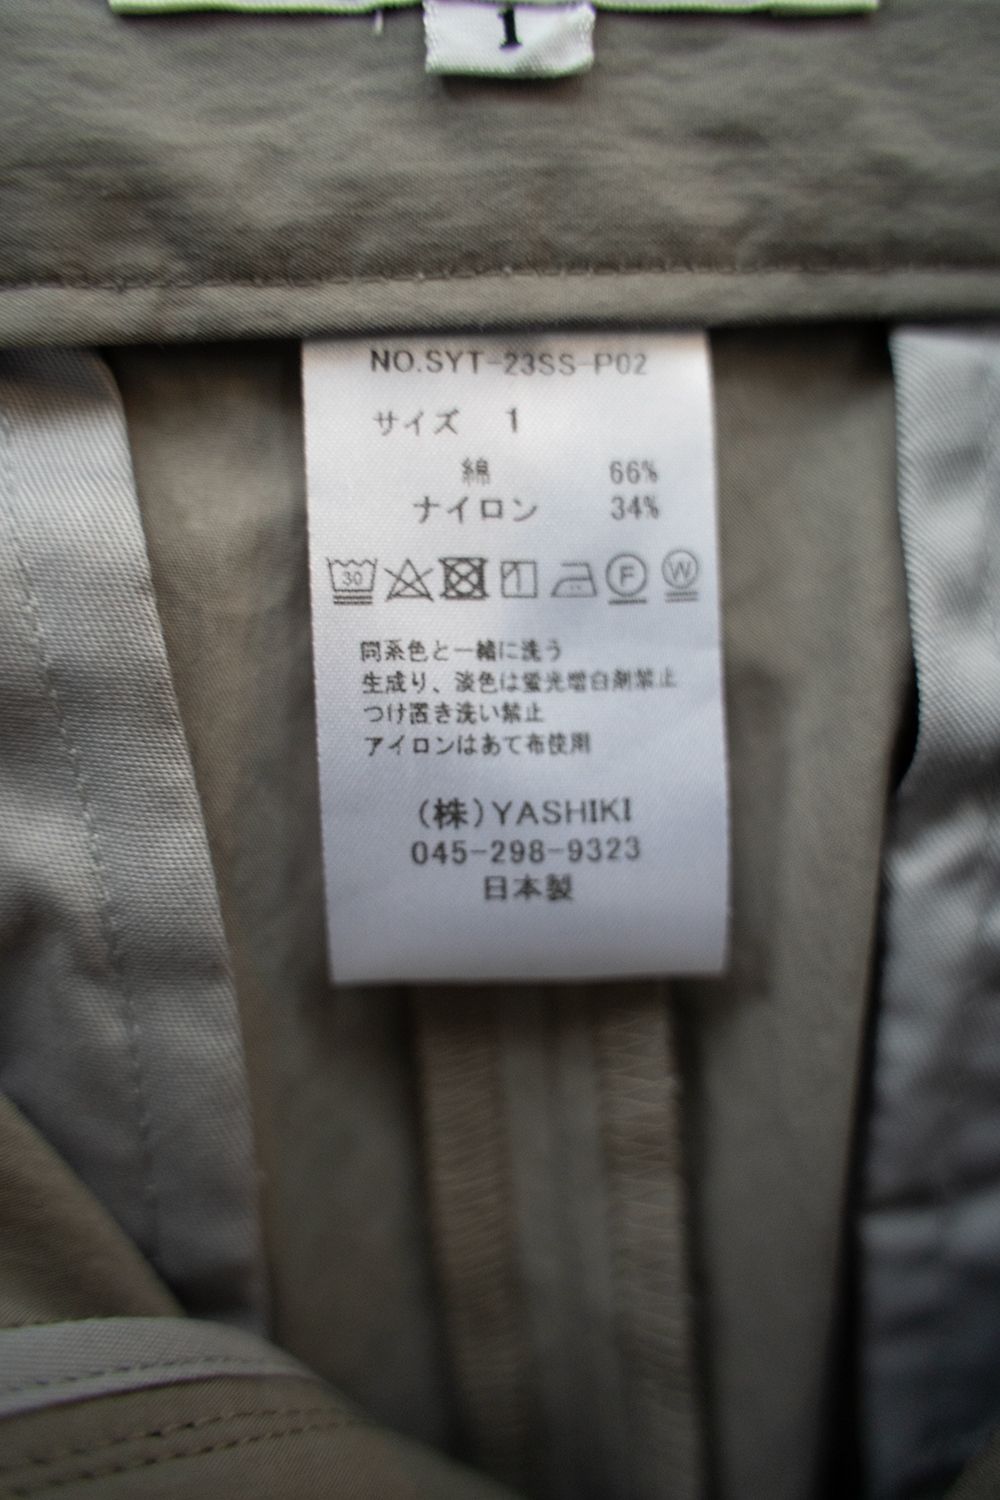 1
NO.SYT-23SS-P02
サイズ 1
綿 66%
ナイロン 34%
30 F W
同系色と一緒に洗う
生成り、淡色は蛍光増白剤禁止
つけ置き洗い禁止
アイロンはあて布使用
(株)YASHIKI
045-298-9323
日本製